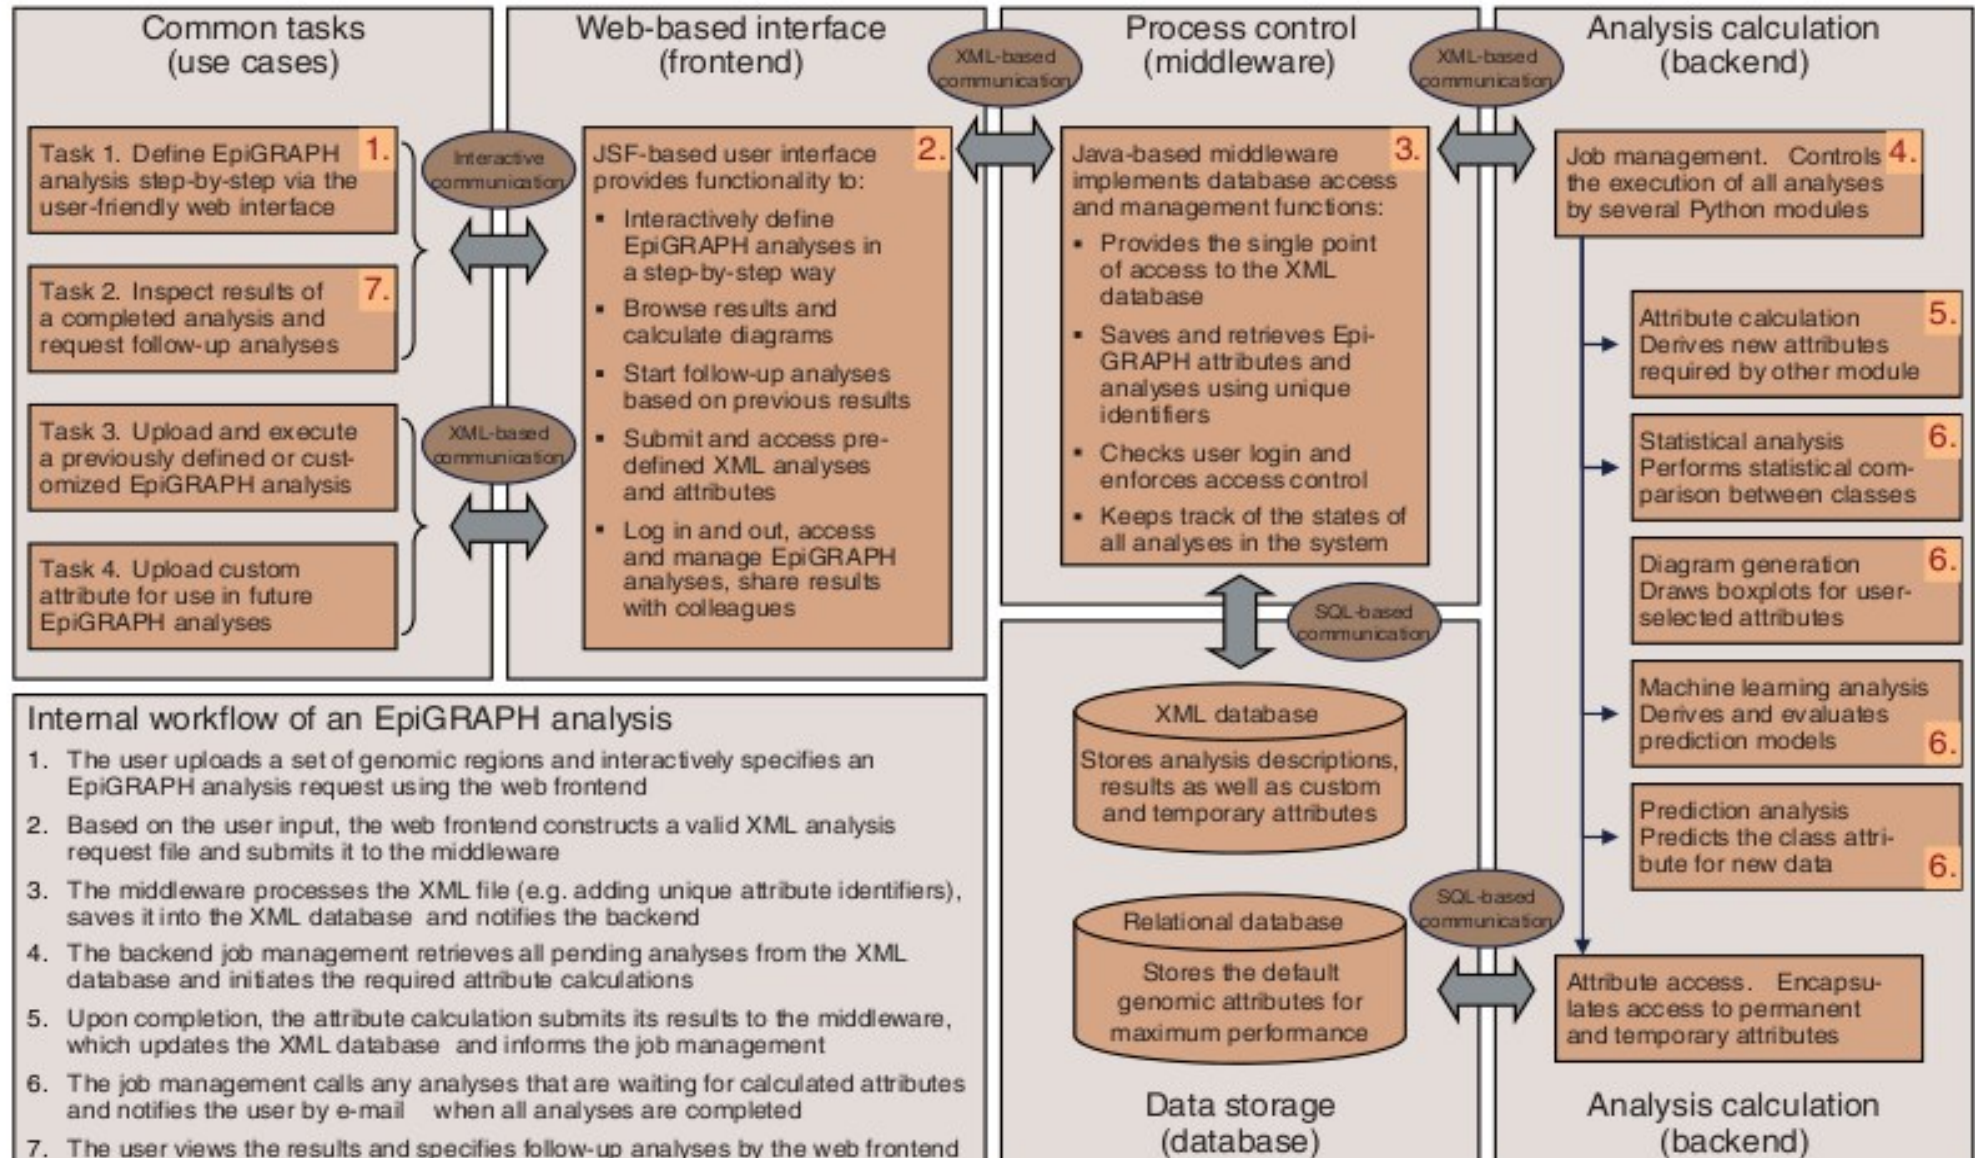 Common tasks
(use cases)
Task 1. Define EpiGRAPH
analysis step-by-step via the
user-friendly web interface
1.
Task 2. Inspect results of
a completed analysis and
request follow-up analyses
7.
Task 3. Upload and execute
a previously defined or cust-
omized EpiGRAPH analysis
Task 4. Upload custom
attribute for use in future
EpiGRAPH analyses
Interactive
communication
XML-based
communication
Web-based interface
(frontend)
JSF-based user interface
provides functionality to:
2.
▪ Interactively define
EpiGRAPH analyses in
a step-by-step way
▪ Browse results and
calculate diagrams
▪ Start follow-up analyses
based on previous results
▪ Submit and access pre-
defined XML analyses
and attributes
▪ Log in and out, access
and manage EpiGRAPH
analyses, share results
with colleagues
XML-based
communication
Process control
(middleware)
Java-based middleware
implements database access
and management functions:
3.
▪ Provides the single point
of access to the XML
database
▪ Saves and retrieves Epi-
GRAPH attributes and
analyses using unique
identifiers
▪ Checks user login and
enforces access control
▪ Keeps track of the states of
all analyses in the system
XML-based
communication
SQL-based
communication
XML database
Stores analysis descriptions,
results as well as custom
and temporary attributes
Relational database
Stores the default
genomic attributes for
maximum performance
SQL-based
communication
Data storage
(database)
Analysis calculation
(backend)
Job management. Controls
the execution of all analyses
by several Python modules
4.
Attribute calculation
Derives new attributes
required by other module
5.
Statistical analysis
Performs statistical com-
parison between classes
6.
Diagram generation
Draws boxplots for user-
selected attributes
6.
Machine learning analysis
Derives and evaluates
prediction models
6.
Prediction analysis
Predicts the class attri-
bute for new data
6.
Attribute access. Encapsu-
lates access to permanent
and temporary attributes
Analysis calculation
(backend)
Internal workflow of an EpiGRAPH analysis
1. The user uploads a set of genomic regions and interactively specifies an
EpiGRAPH analysis request using the web frontend
2. Based on the user input, the web frontend constructs a valid XML analysis
request file and submits it to the middleware
3. The middleware processes the XML file (e.g. adding unique attribute identifiers),
saves it into the XML database and notifies the backend
4. The backend job management retrieves all pending analyses from the XML
database and initiates the required attribute calculations
5. Upon completion, the attribute calculation submits its results to the middleware,
which updates the XML database and informs the job management
6. The job management calls any analyses that are waiting for calculated attributes
and notifies the user by e-mail when all analyses are completed
7. The user views the results and specifies follow-up analyses by the web frontend